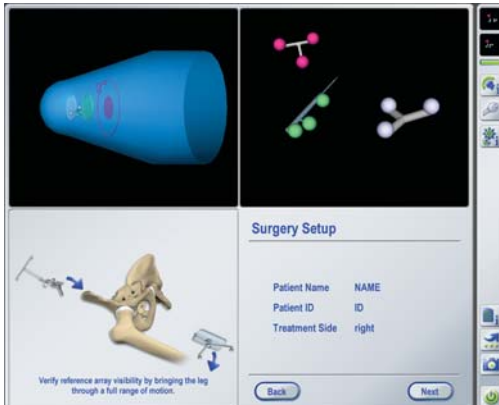 Surgery Setup
Patient Name NAME
Patient ID ID
Treatment Side right
Verify reference array visibility by bringing the leg
through a full range of motion.
Back Next